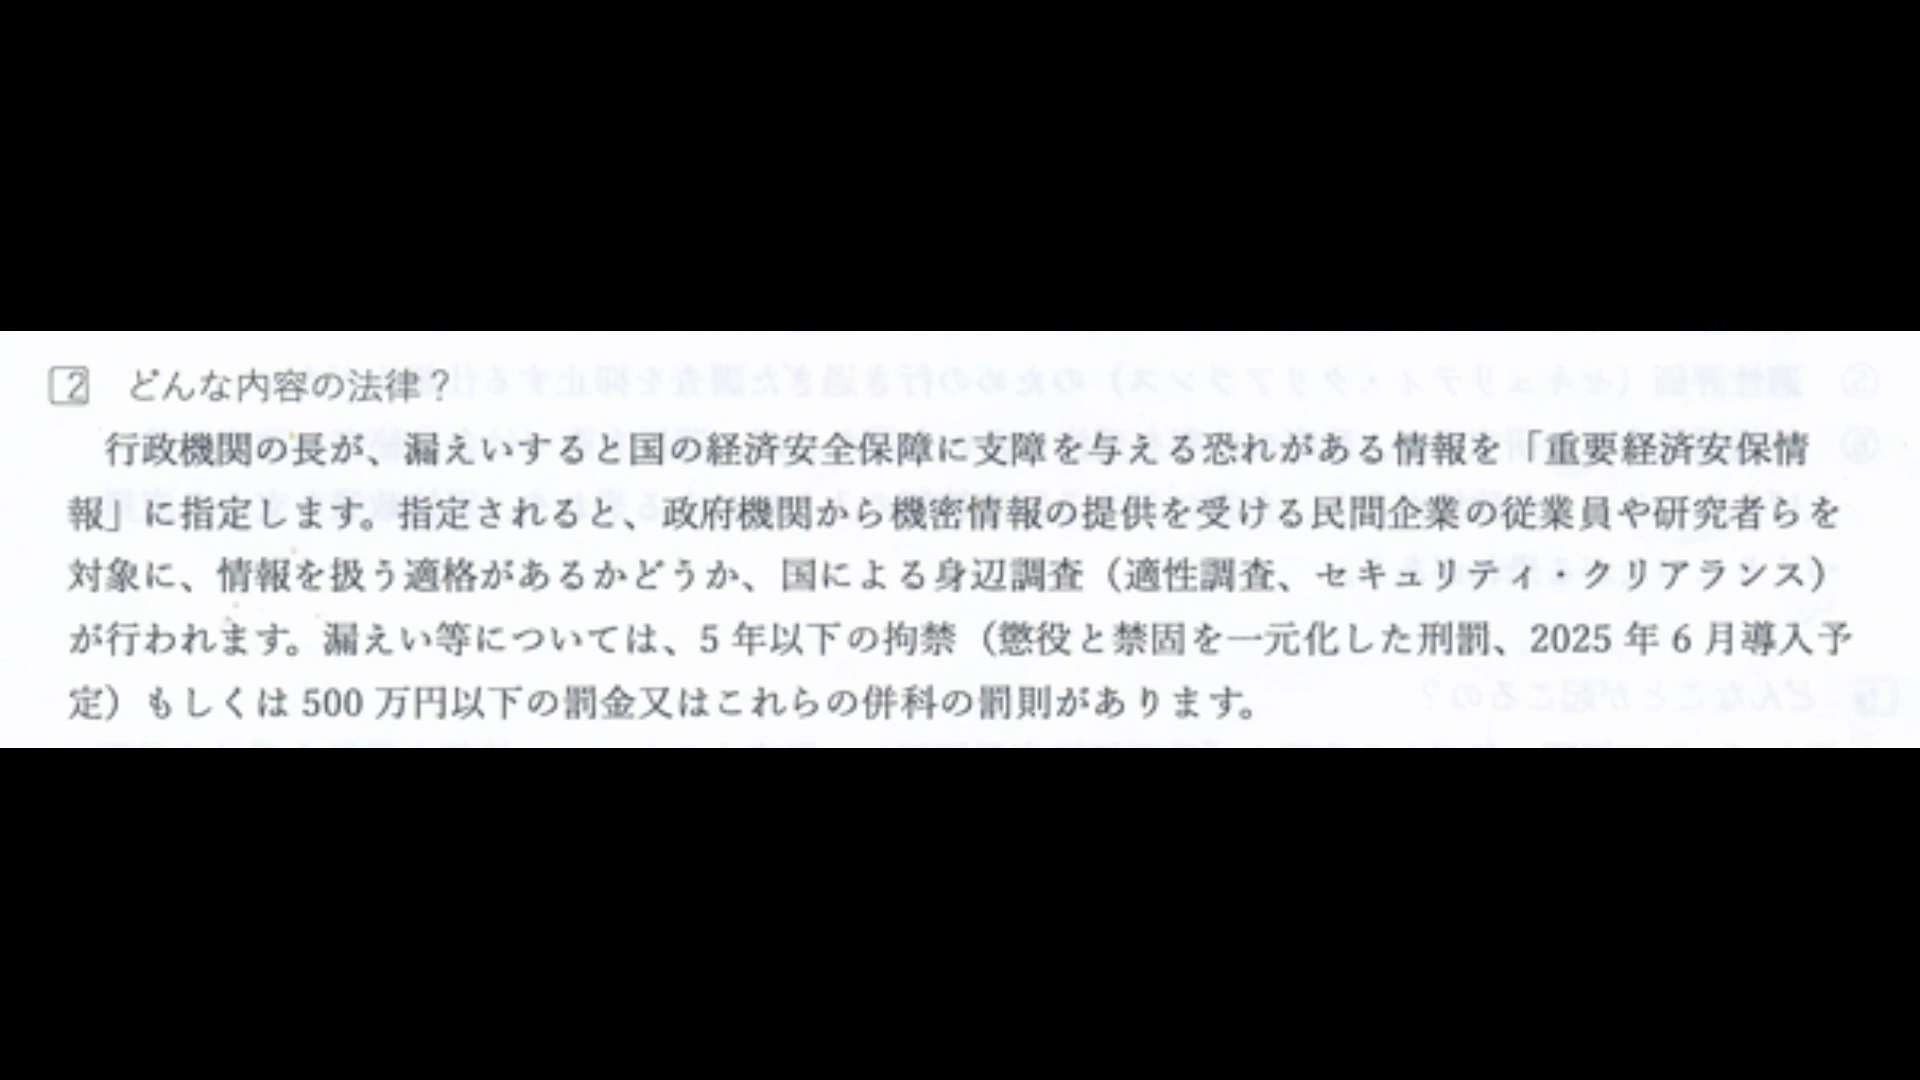 2 どんな内容の法律？
行政機関の長が、漏えいすると国の経済安全保障に支障を与える恐れがある情報を「重要経済安保情
報」に指定します。指定されると、政府機関から機密情報の提供を受ける民間企業の従業員や研究者らを
対象に、情報を扱う適格があるかどうか、国による身辺調査（適性調査、セキュリティ・クリアランス）
が行われます。漏えい等については、5 年以下の拘禁（懲役と禁固を一元化した刑罰、2025 年 6 月導入予
定）もしくは 500 万円以下の罰金又はこれらの併科の罰則があります。